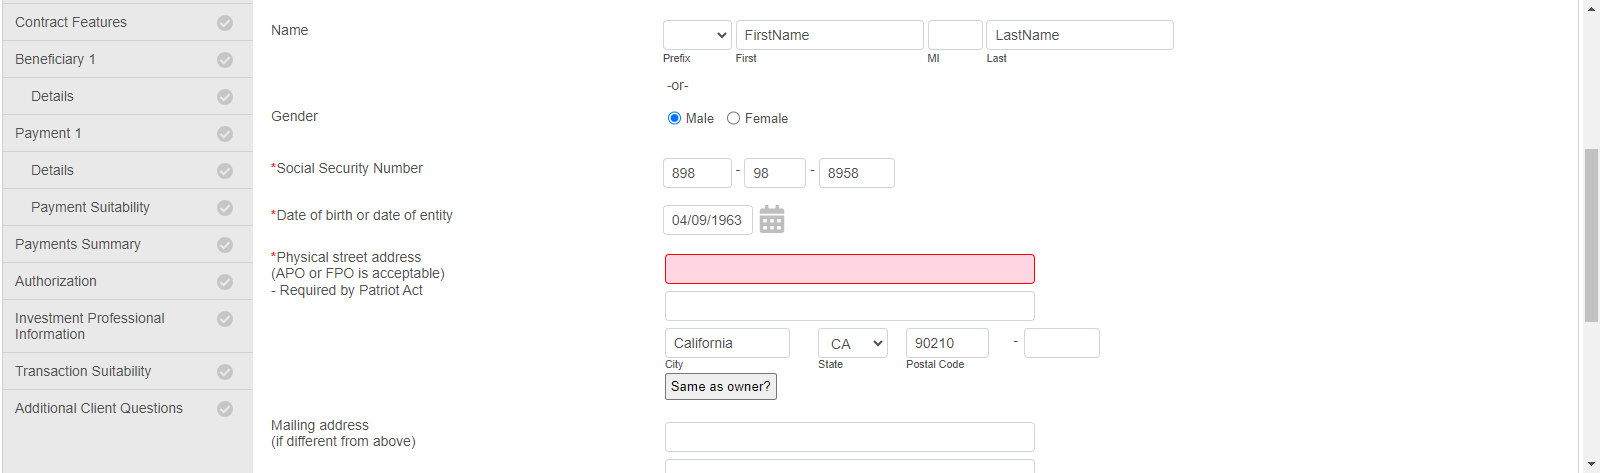 Contract Features
Beneficiary 1
Details
Payment 1
Details
Payment Suitability
Payments Summary
Authorization
Investment Professional
Information
Transaction Suitability
Additional Client Questions
Name
FirstName
LastName
Prefix
First
MI
Last
-or-
Gender
Male
Female
*Social Security Number
898 - 98 - 8958
*Date of birth or date of entity
04/09/1963
*Physical street address
(APO or FPO is acceptable)
- Required by Patriot Act
California
CA
90210
-
City
State
Postal Code
Same as owner?
Mailing address
(if different from above)